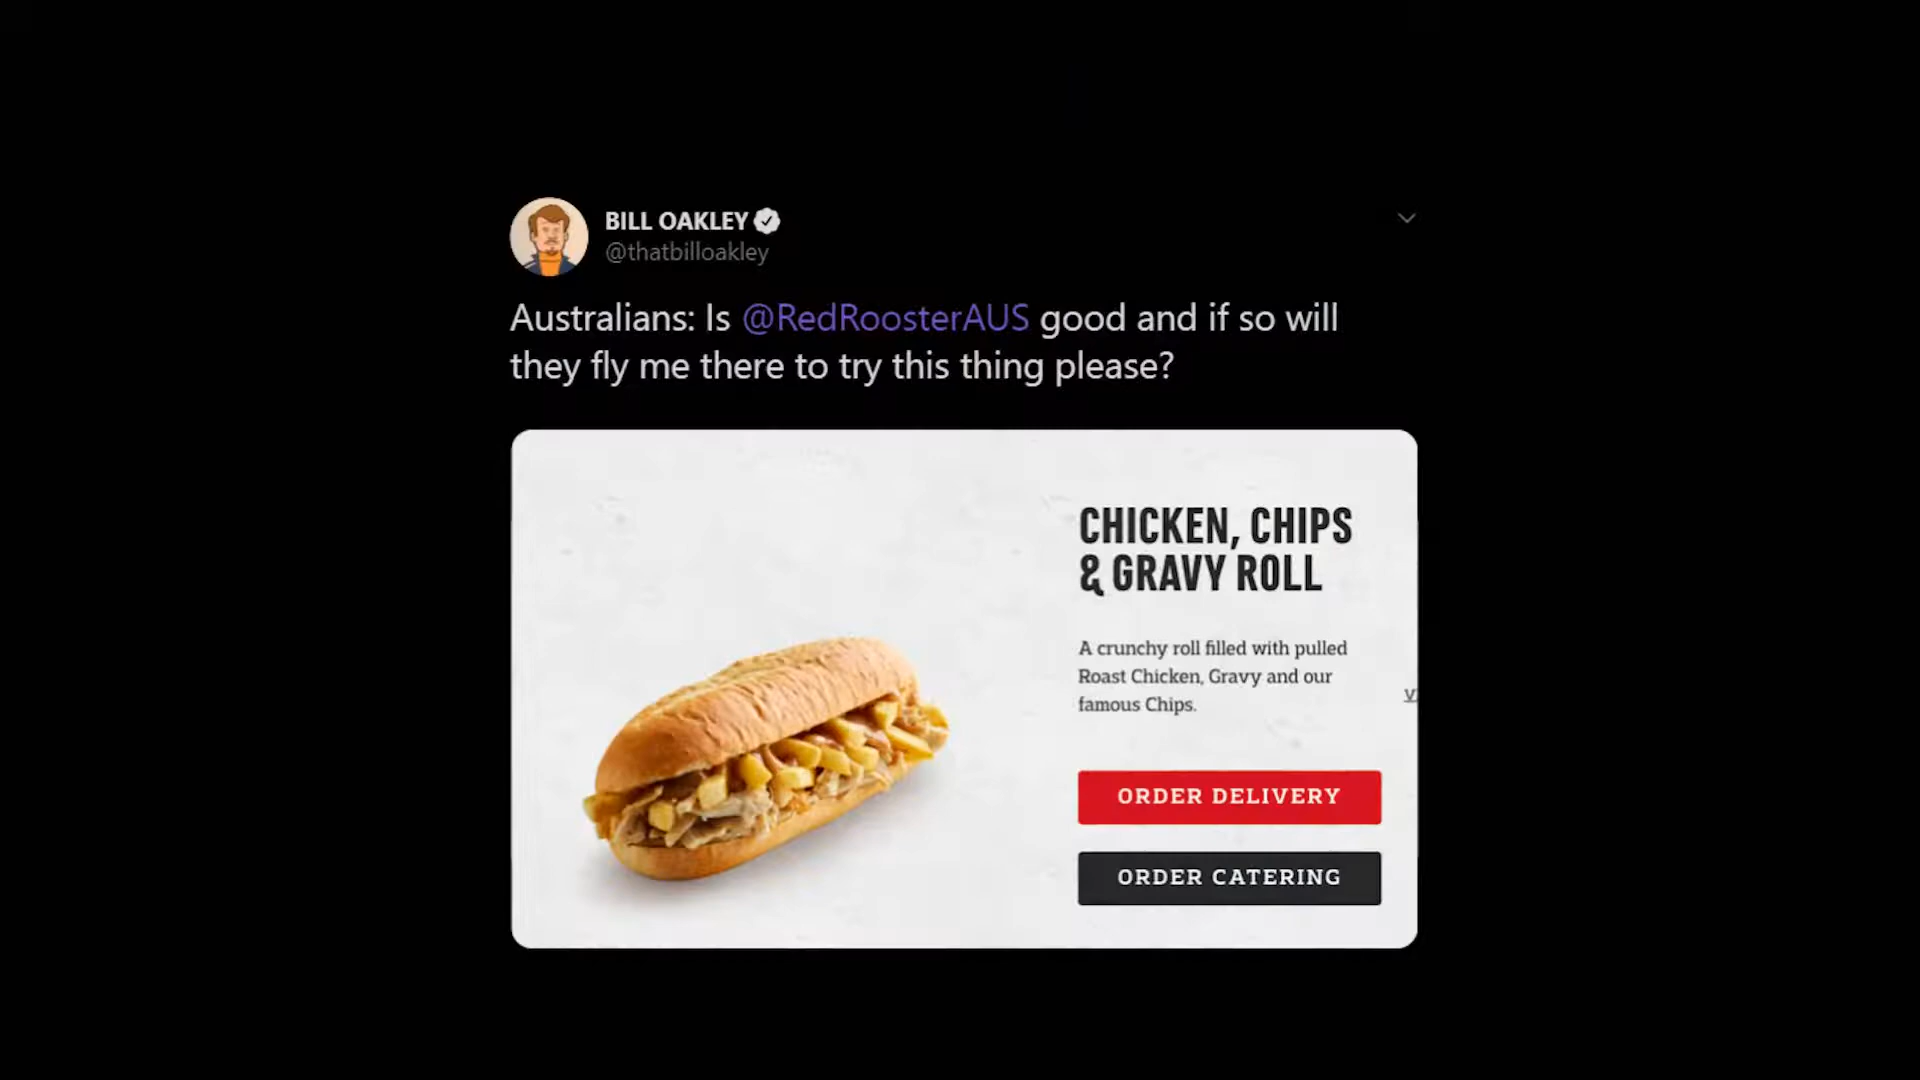 BILL OAKLEY
@thatbilloakley
Australians: Is @RedRoosterAUS good and if so will
they fly me there to try this thing please?
CHICKEN, CHIPS
& GRAVY ROLL
A crunchy roll filled with pulled
Roast Chicken, Gravy and our
famous Chips.
ORDER DELIVERY
ORDER CATERING